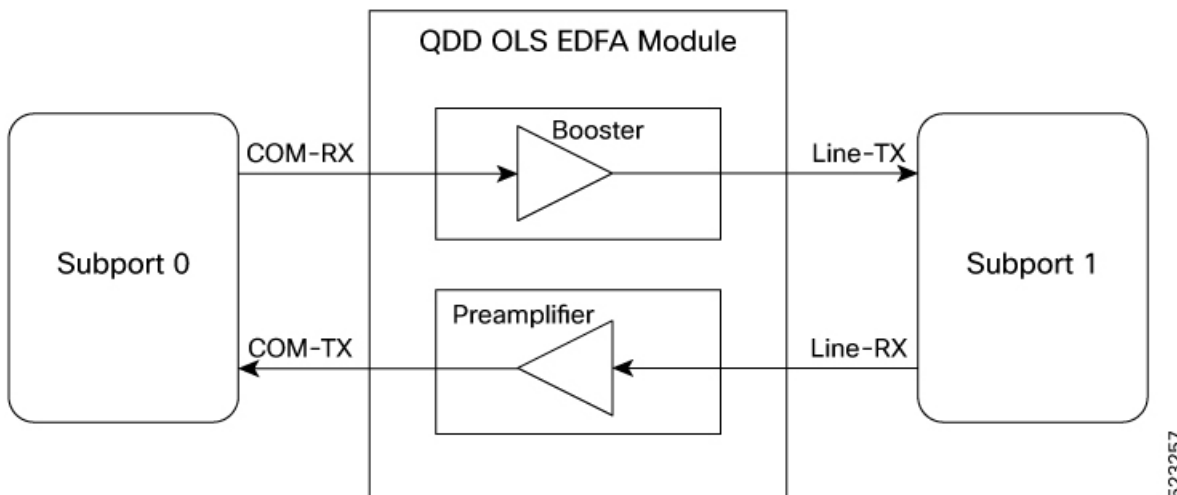 QDD OLS EDFA Module
Booster
COM-RX
Line-TX
Subport 0
Subport 1
Preamplifier
COM-TX
Line-RX
523257